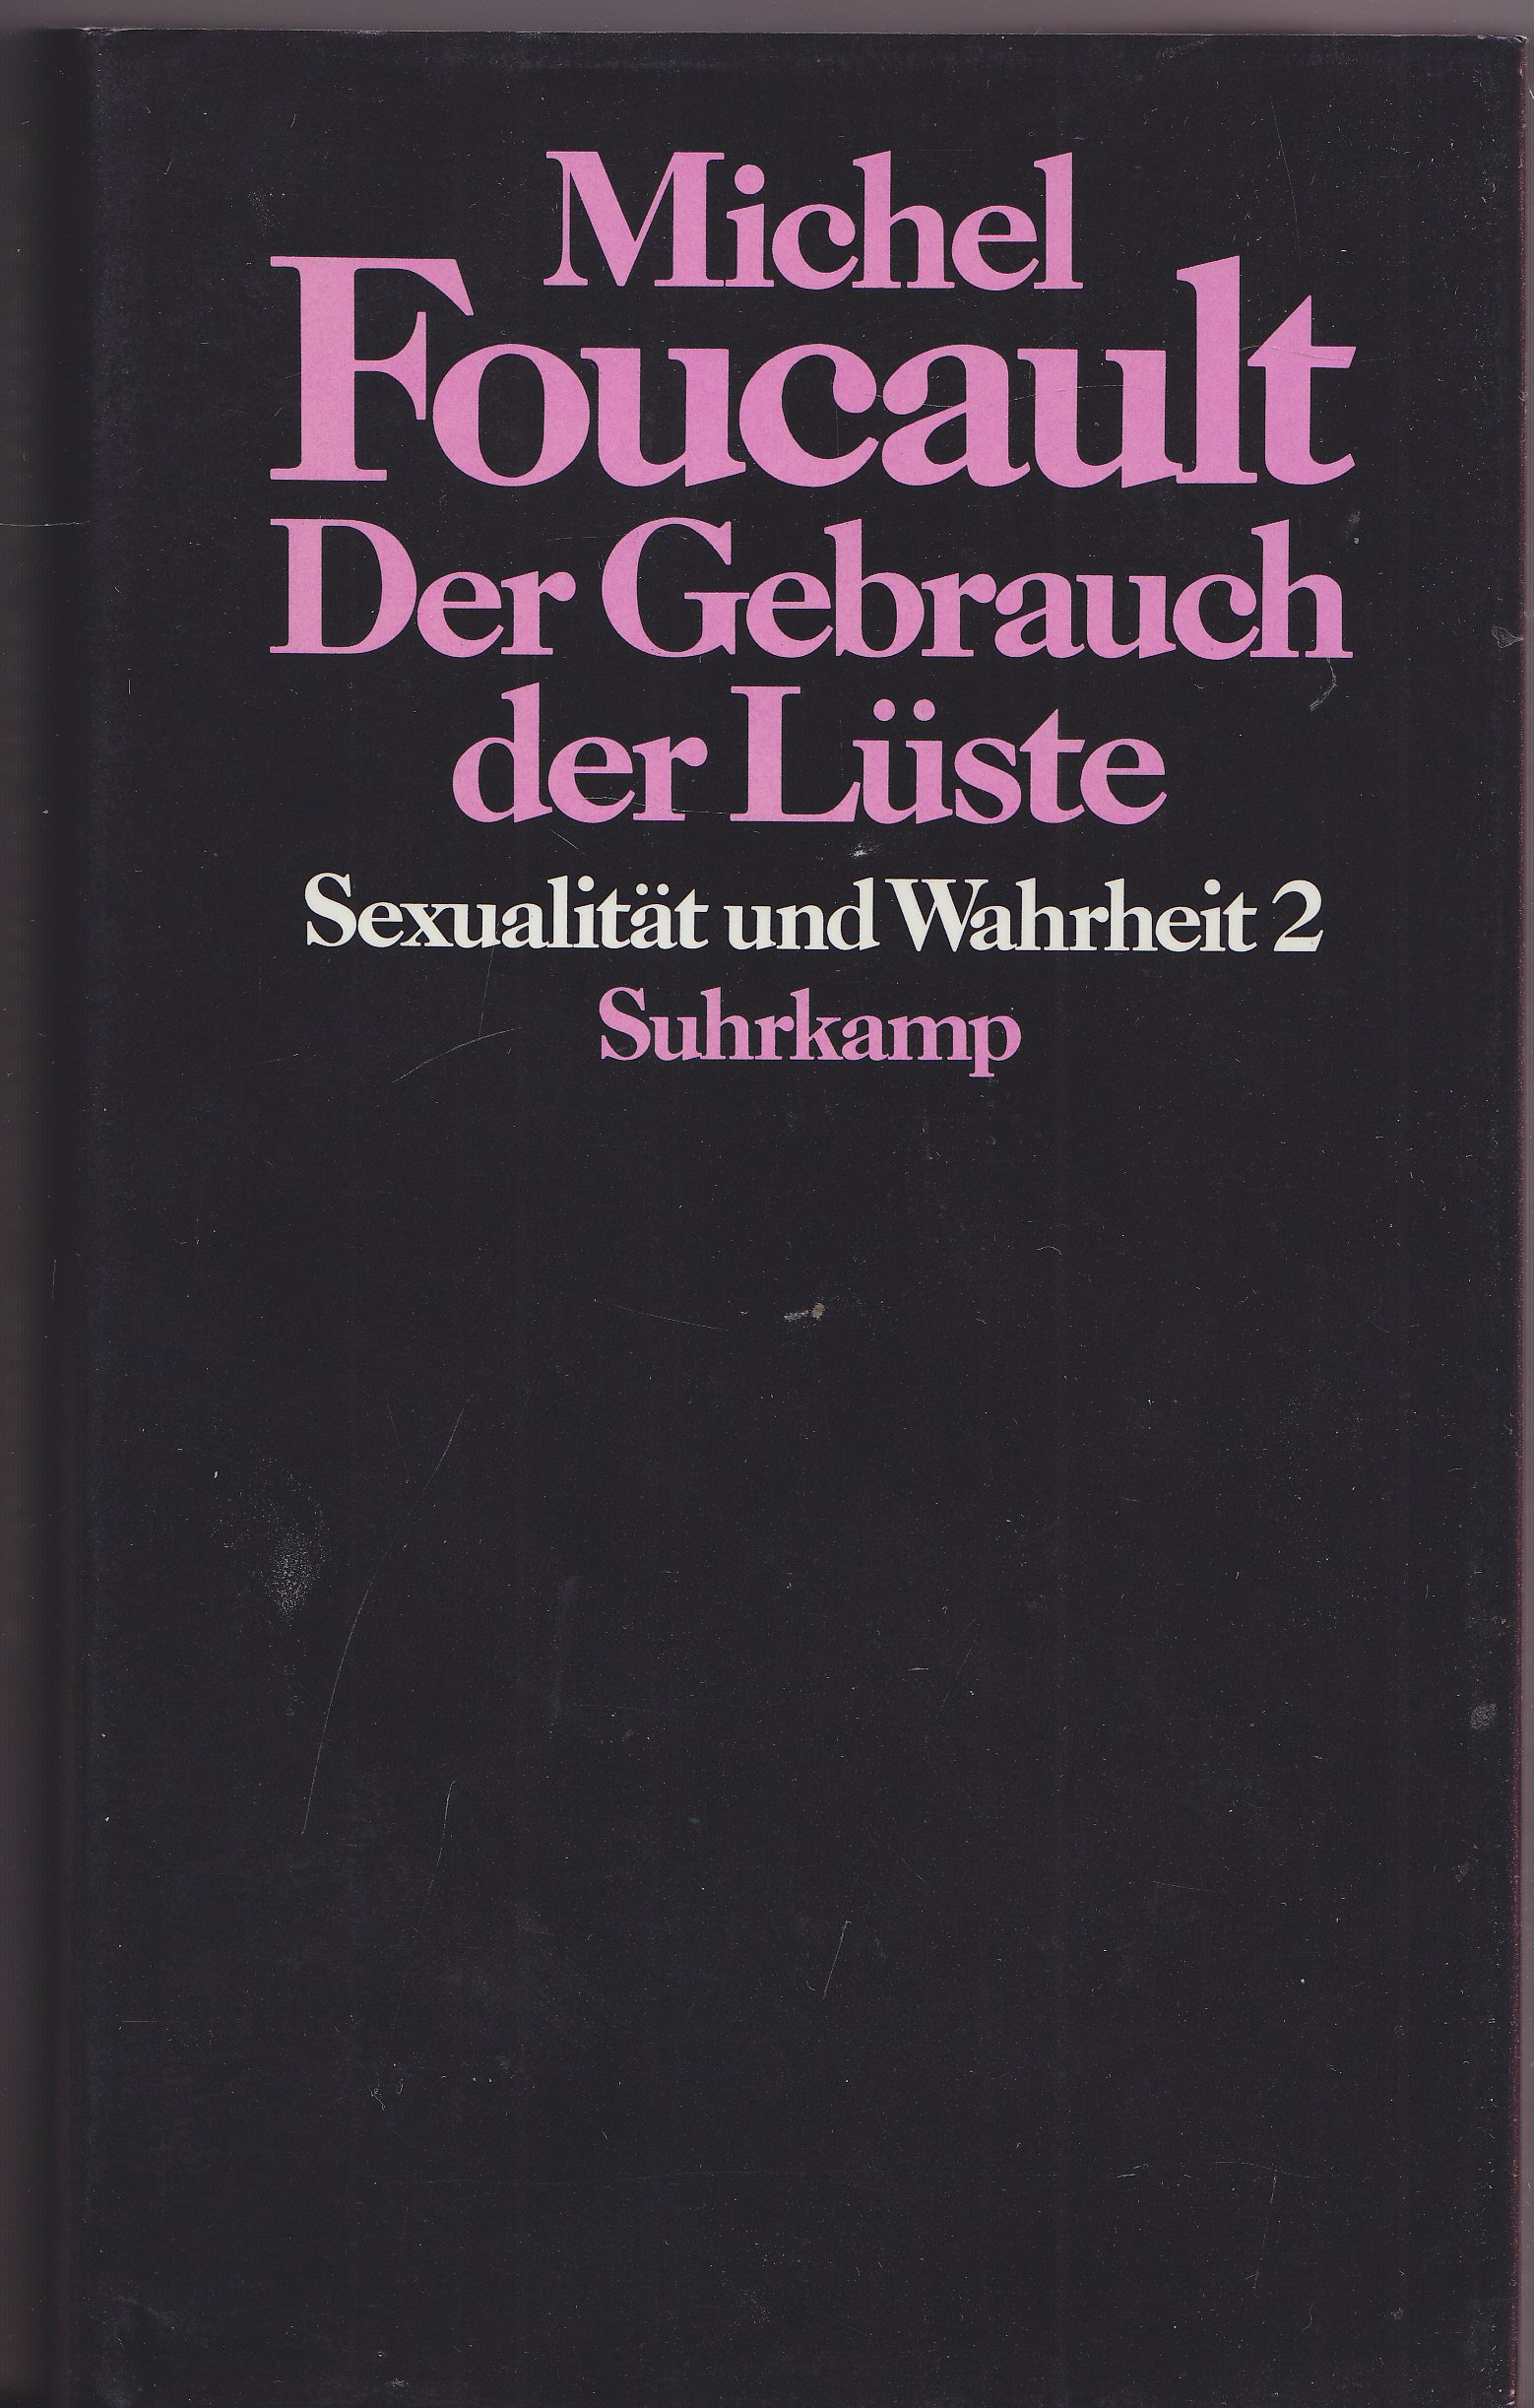 Michel
Foucault
Der Gebrauch
der Lüste
Sexualität und Wahrheit 2
Suhrkamp